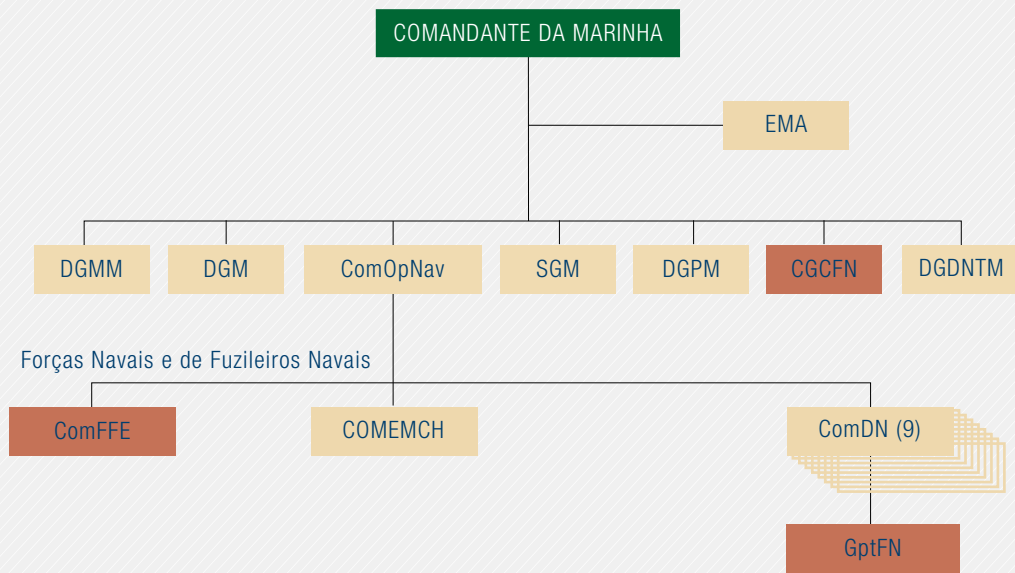 COMANDANTE DA MARINHA
EMA
DGMM
DGM
ComOpNav
SGM
DGPM
CGCFN
DGDNTM
Forças Navais e de Fuzileiros Navais
ComFFE
COMEMCH
ComDN (9)
GptFN